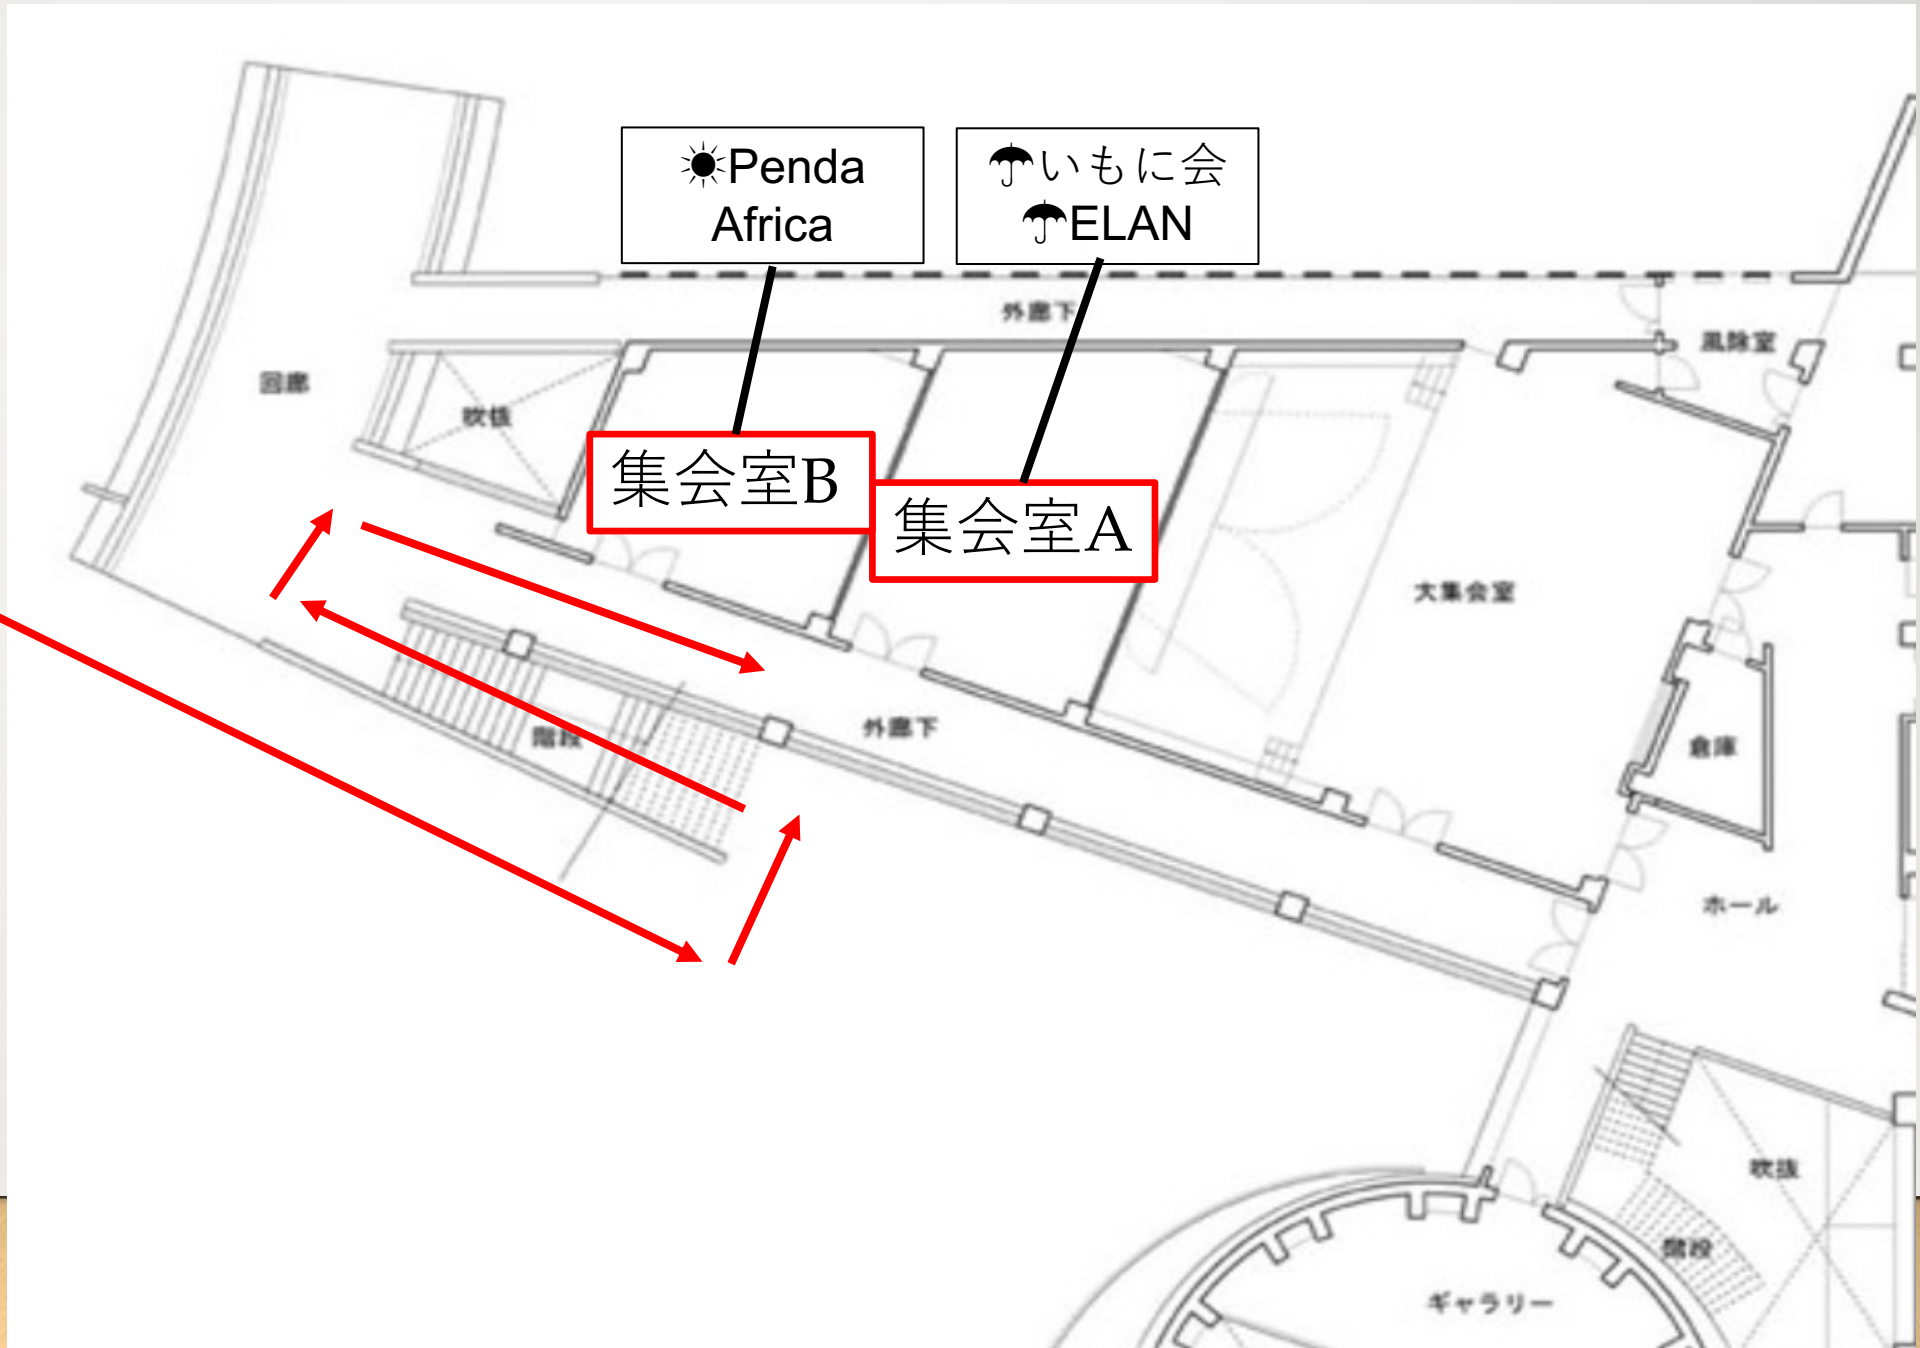 ☀Penda
Africa
☂いもに会
☂ELAN
外廊下
風除室
回廊
吹抜
集会室B
集会室A
大集会室
外廊下
階段
倉庫
ホール
吹抜
階段
ギャラリー